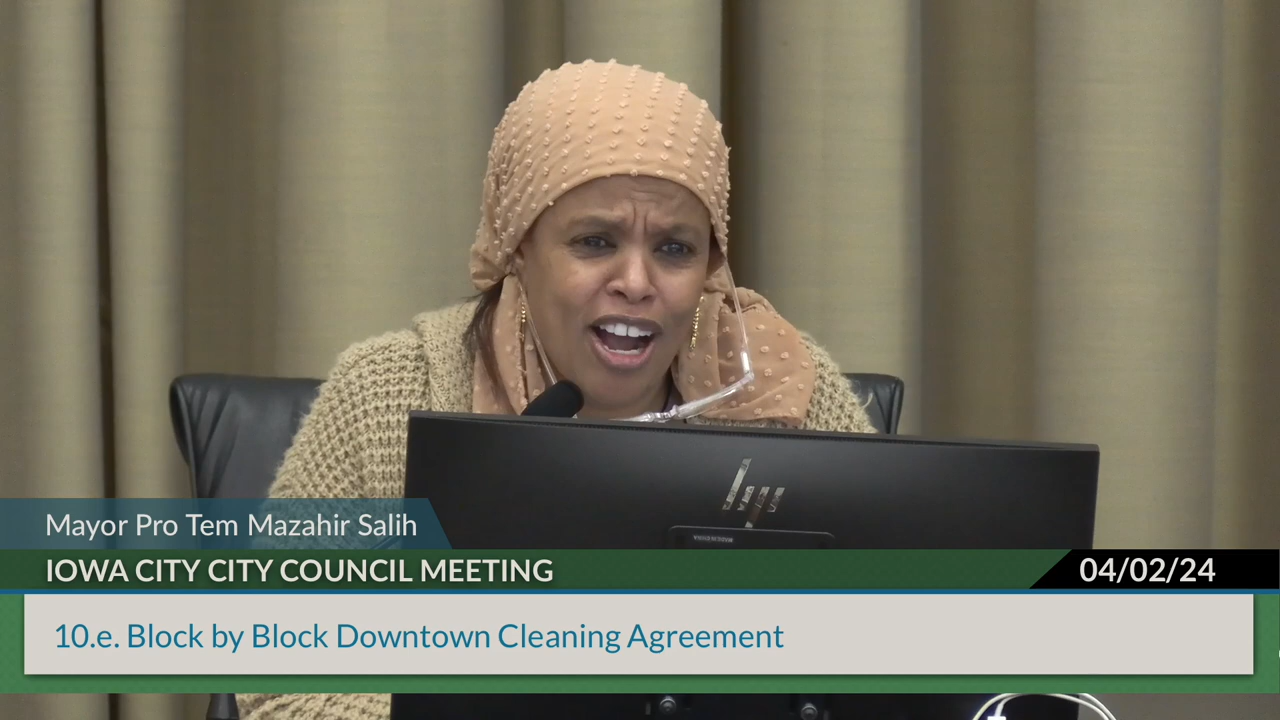 hp
Mayor Pro Tem Mazahir Salih
IOWA CITY CITY COUNCIL MEETING
04/02/24
10.e. Block by Block Downtown Cleaning Agreement